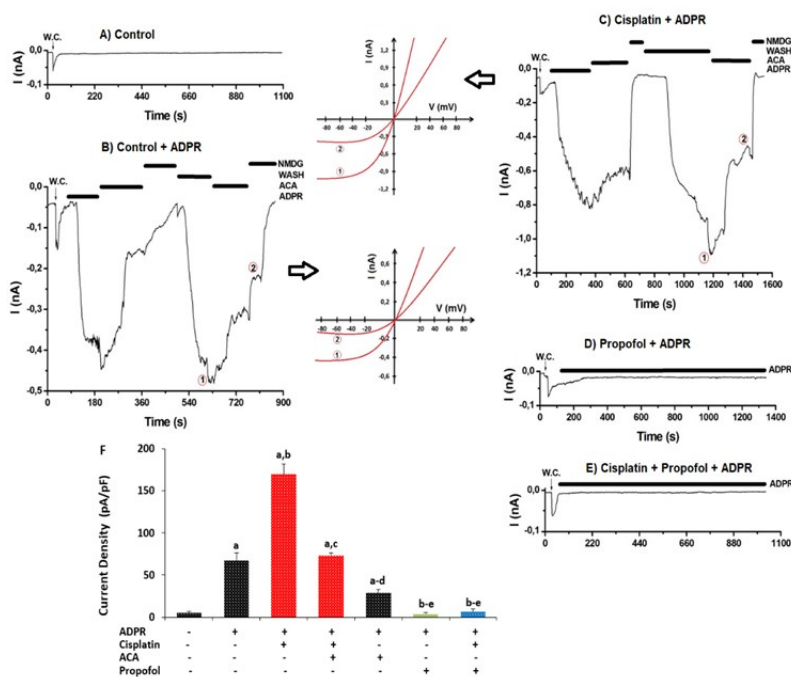 A) Control
W.C.
I (nA)
0,0
-0,1
0 220 440 660 880 1100
Time (s)
B) Control + ADPR
W.C.
NMDG
WASH
ACA
ADPR
I (nA)
0,0
-0,1
-0,2
-0,3
-0,4
-0,5
1
2
0 180 360 540 720 900
Time (s)
I (nA)
1,2
0,9
0,6
0,3
V (mV)
-80 -60 -40 -20 20 40 60 80
-0,3
-0,6
-0,9
-1,2
2
1
I (nA)
0,6
0,4
0,2
V (mV)
-80 -60 -40 -20 20 40 60 80
-0,2
-0,4
-0,6
2
1
C) Cisplatin + ADPR
W.C.
NMDG
WASH
ACA
ADPR
I (nA)
0,0
-0,2
-0,4
-0,6
-0,8
-1,0
-1,2
2
1
0 200 400 600 800 1000 1200 1400 1600
Time (s)
D) Propofol + ADPR
W.C.
ADPR
I (nA)
0,0
-0,1
0 200 400 600 800 1000 1200 1400
Time (s)
E) Cisplatin + Propofol + ADPR
W.C.
ADPR
I (nA)
0,0
-0,1
0 220 440 660 880 1100
Time (s)
F
Current Density (pA/pF)
200
150
100
50
0
a
a,b
a,c
a-d
b-e
b-e
ADPR - + + + + + +
Cisplatin - - + + - - +
ACA - - - + + - -
Propofol - - - - - + +